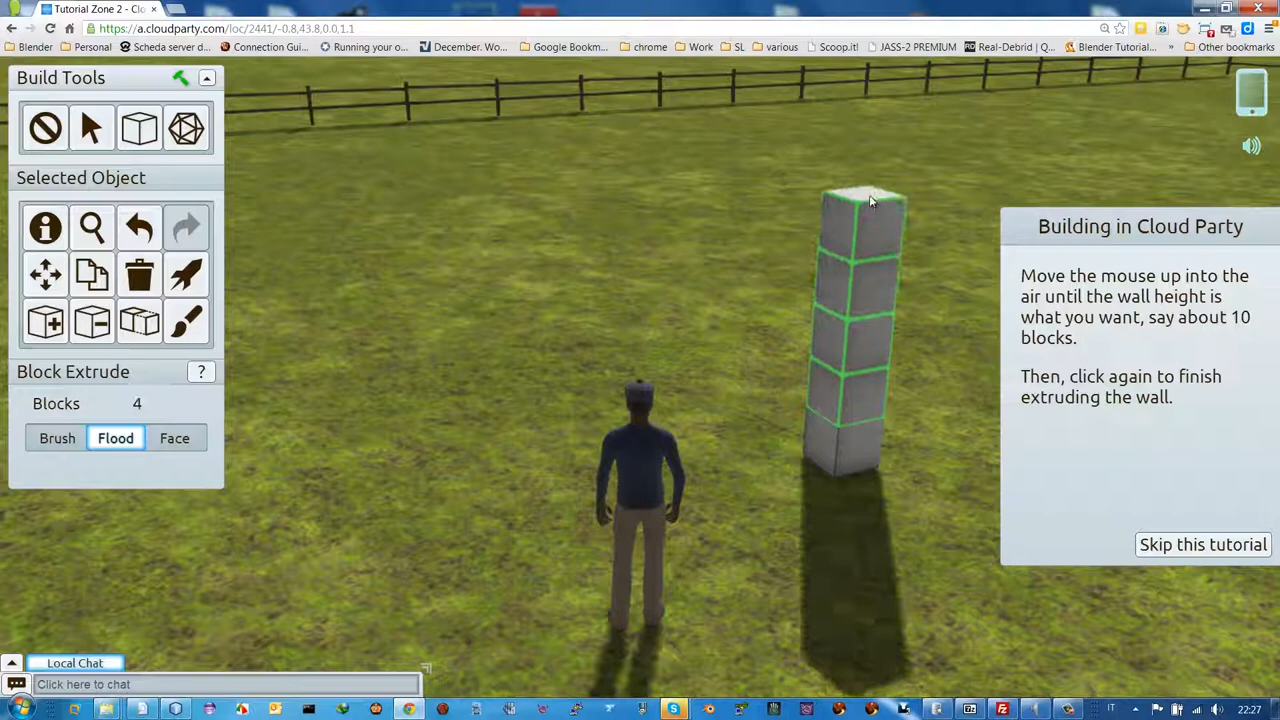 Tutorial Zone 2 - Clo
https://a.cloudparty.com/loc/2441/-0.8,43.8,0.0,1.1
Blender
Personal
Scheda del server di...
Connection Gui...
Running your o...
December. Wo...
Google Bookm...
chrome
Work
SL
various
Scoop.it!
JASS-2 PREMIUM
Real-Debrid | Q...
Blender Tutorial...
»
Other bookmarks
Build Tools
Selected Object
Block Extrude
?
Blocks 4
Brush
Flood
Face
Building in Cloud Party
Move the mouse up into the
air until the wall height is
what you want, say about 10
blocks.
Then, click again to finish
extruding the wall.
Skip this tutorial
Local Chat
Click here to chat
IT
22:27